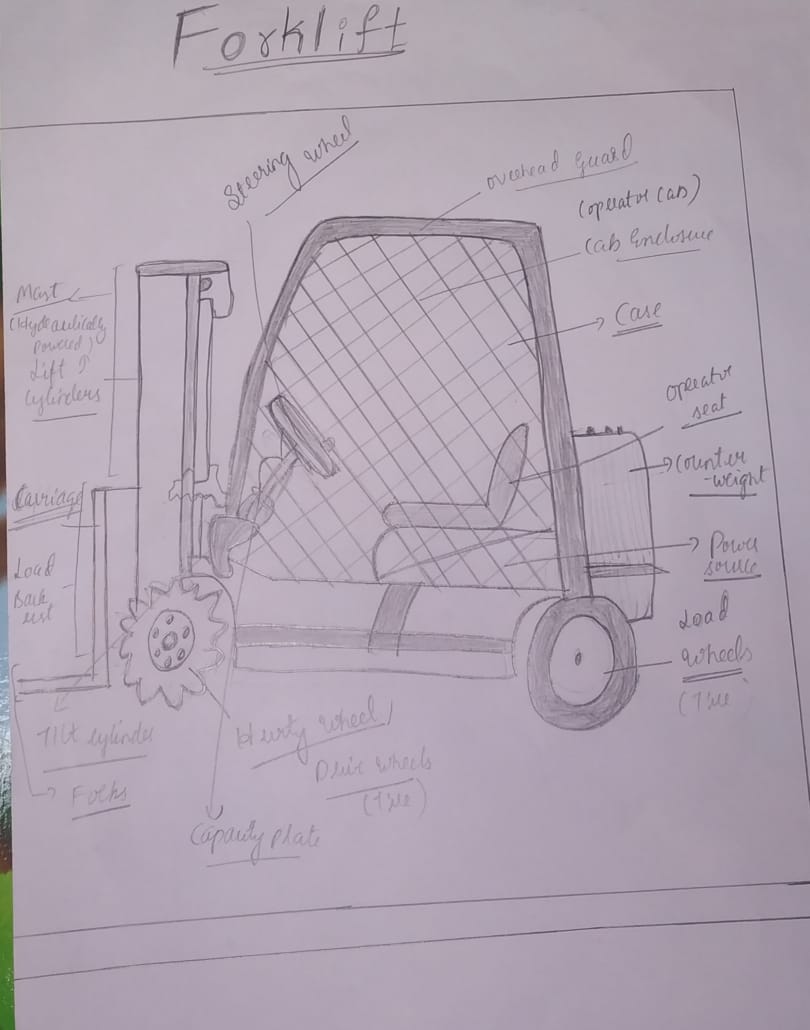 Forklift
Steering wheel
Overhead Guard
(operator cab)
Cab Enclosure
Case
operator
seat
Counter
-weight
Power
source
Load
wheels
(Tire
Mast
(Hydraulically
powered)
Lift
Cylinders
Carriage
Load
Back
rest
Tilt cylinder
Forks
wheel/
Drive wheels
(Tire)
Capacity Plate